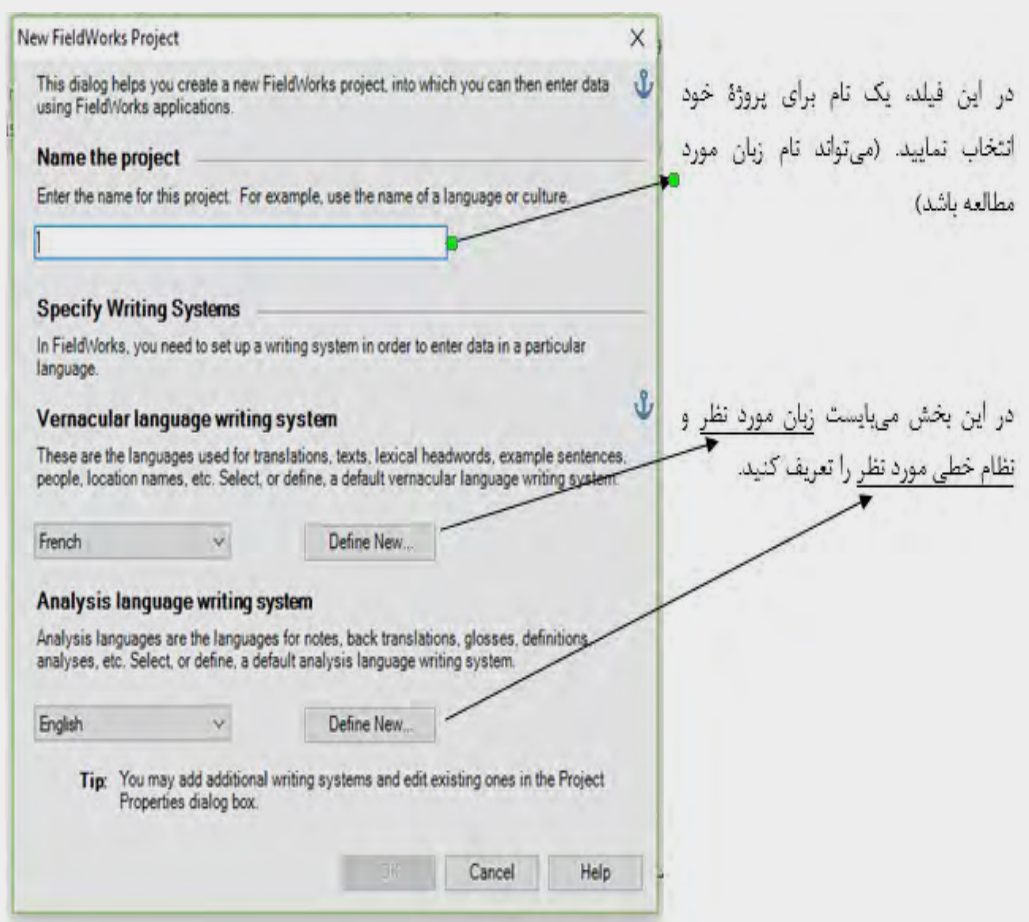 New FieldWorks Project
This dialog helps you create a new FieldWorks project, into which you can then enter data
using FieldWorks applications.
Name the project
Enter the name for this project. For example, use the name of a language or culture.
در این فیلد، یک نام برای پروژهٔ خود
انتخاب نمایید. (می‌تواند نام زبان مورد
مطالعه باشد)
Specify Writing Systems
In FieldWorks, you need to set up a writing system in order to enter data in a particular
language.
Vernacular language writing system
These are the languages used for translations, texts, lexical headwords, example sentences,
people, location names, etc. Select, or define, a default vernacular language writing system.
در این بخش می‌بایست زبان مورد نظر و
نظام خطی مورد نظر را تعریف کنید.
French
Define New...
Analysis language writing system
Analysis languages are the languages for notes, back translations, glosses, definitions,
analyses, etc. Select, or define, a default analysis language writing system.
English
Define New...
Tip: You may add additional writing systems and edit existing ones in the Project
Properties dialog box.
OK
Cancel
Help